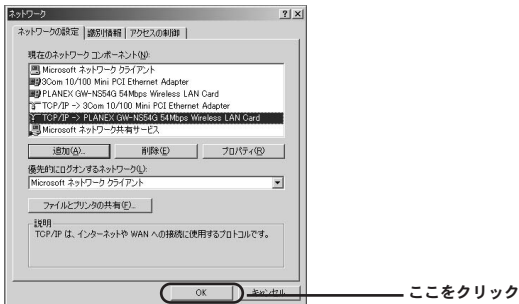 ネットワーク
ネットワークの設定 識別情報 アクセスの制御
現在のネットワーク コンポーネント(N):
Microsoft ネットワーク クライアント
3Com 10/100 Mini PCI Ethernet Adapter
PLANEX GW-NS54G 54Mbps Wireless LAN Card
TCP/IP -> 3Com 10/100 Mini PCI Ethernet Adapter
TCP/IP -> PLANEX GW-NS54G 54Mbps Wireless LAN Card
Microsoft ネットワーク共有サービス
追加(A)... 削除(E) プロパティ(R)
優先的にログオンするネットワーク(L):
Microsoft ネットワーク クライアント
ファイルとプリンタの共有(F)...
説明
TCP/IP は、インターネットや WAN への接続に使用するプロトコルです。
OK キャンセル
ここをクリック